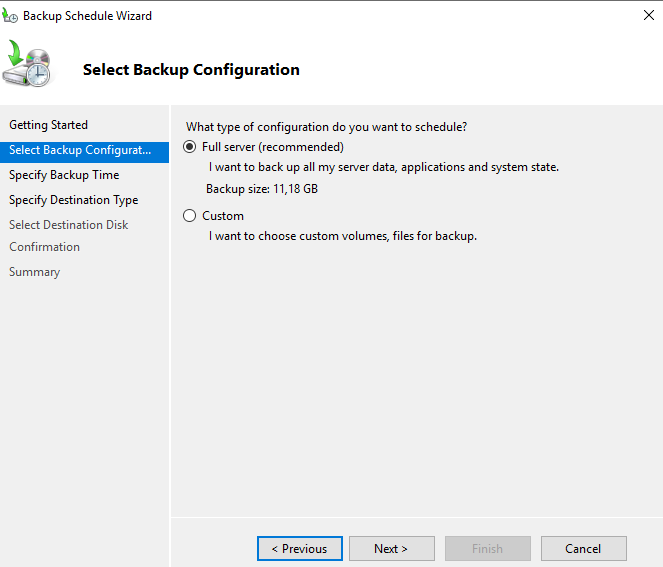 Backup Schedule Wizard
Select Backup Configuration
Getting Started
Select Backup Configurat...
Specify Backup Time
Specify Destination Type
Select Destination Disk
Confirmation
Summary
What type of configuration do you want to schedule?
Full server (recommended)
I want to back up all my server data, applications and system state.
Backup size: 11,18 GB
Custom
I want to choose custom volumes, files for backup.
< Previous
Next >
Finish
Cancel